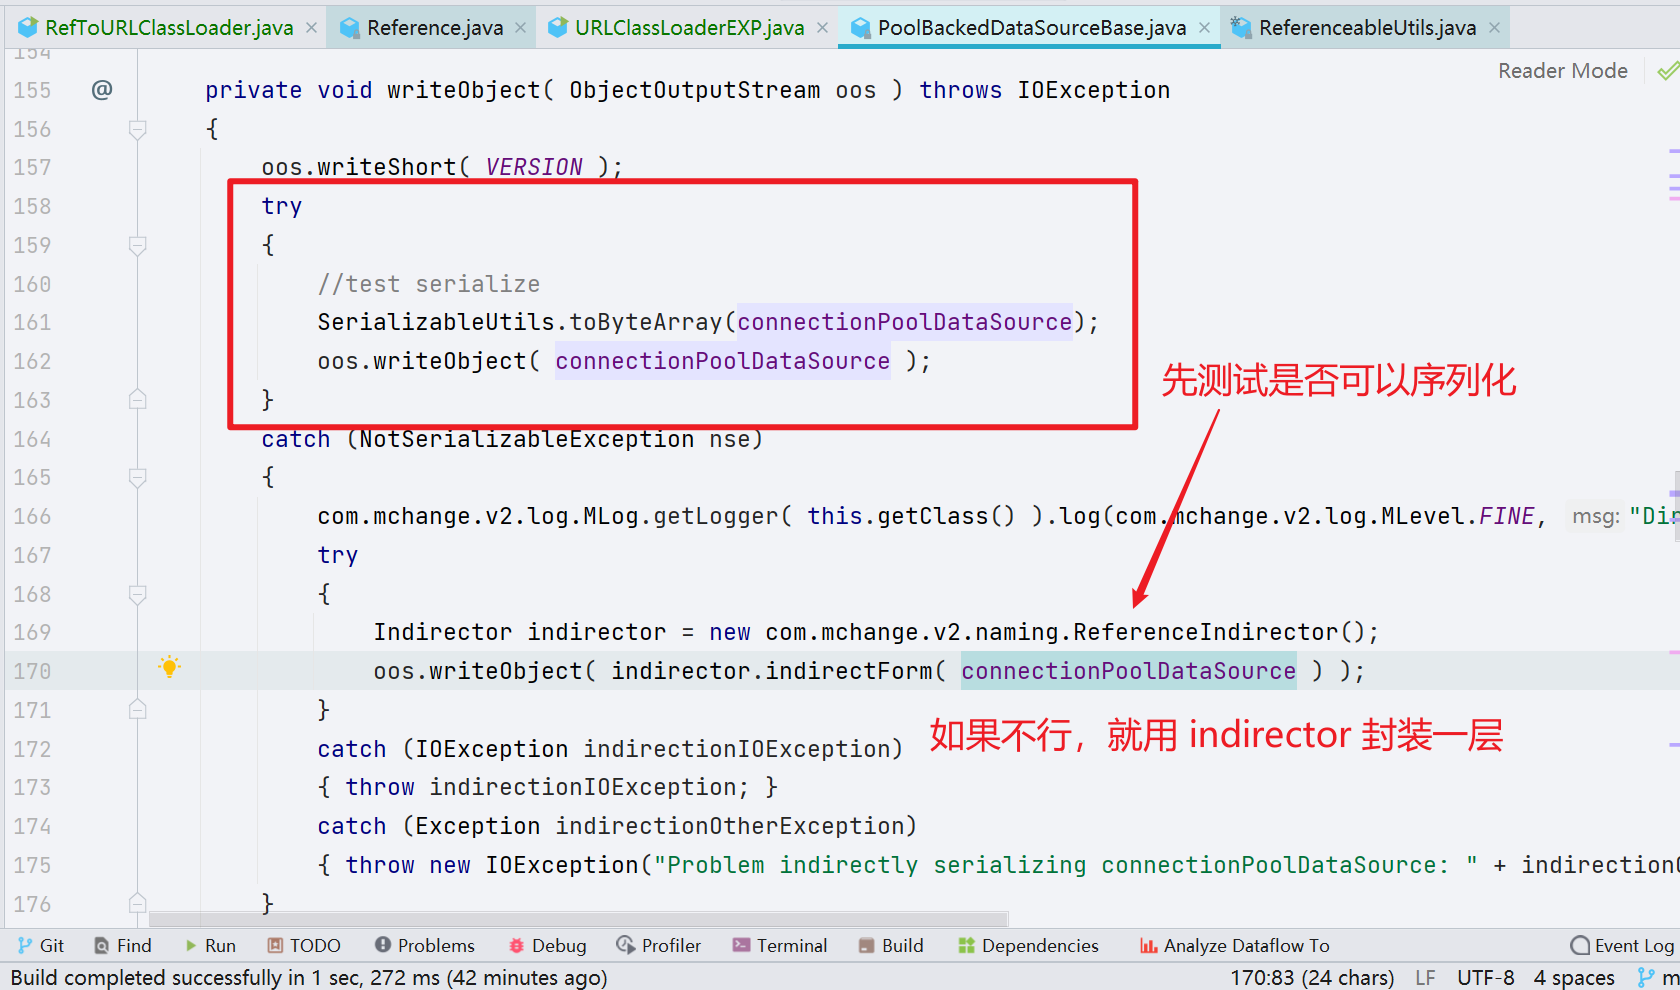 RefToURLClassLoader.java × Reference.java × URLClassLoaderEXP.java × PoolBackedDataSourceBase.java × ReferenceableUtils.java ×
154
Reader Mode
155 @ private void writeObject( ObjectOutputStream oos ) throws IOException
156 {
157 oos.writeShort( VERSION );
158 try
159 {
160 //test serialize
161 SerializableUtils.toByteArray(connectionPoolDataSource);
162 oos.writeObject( connectionPoolDataSource );
先测试是否可以序列化
163 }
164 catch (NotSerializableException nse)
165 {
166 com.mchange.v2.log.MLog.getLogger( this.getClass() ).log(com.mchange.v2.log.MLevel.FINE, msg: "Dir
167 try
168 {
169 Indirector indirector = new com.mchange.v2.naming.ReferenceIndirector();
170 oos.writeObject( indirector.indirectForm( connectionPoolDataSource ) );
171 }
如果不行，就用 indirector 封装一层
172 catch (IOException indirectionIOException)
173 { throw indirectionIOException; }
174 catch (Exception indirectionOtherException)
175 { throw new IOException("Problem indirectly serializing connectionPoolDataSource: " + indirectionO
176 }
Git Find Run TODO Problems Debug Profiler Terminal Build Dependencies Analyze Dataflow To Event Log
Build completed successfully in 1 sec, 272 ms (42 minutes ago) 170:83 (24 chars) LF UTF-8 4 spaces m